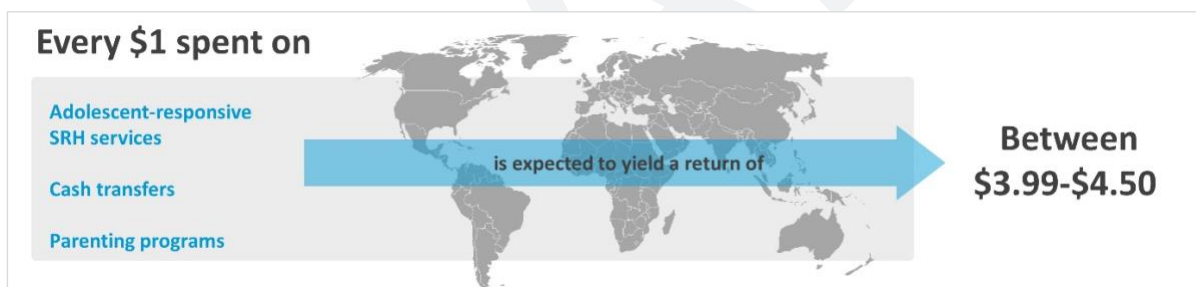 Every $1 spent on
Adolescent-responsive
SRH services
Cash transfers
Parenting programs
is expected to yield a return of
Between
$3.99-$4.50